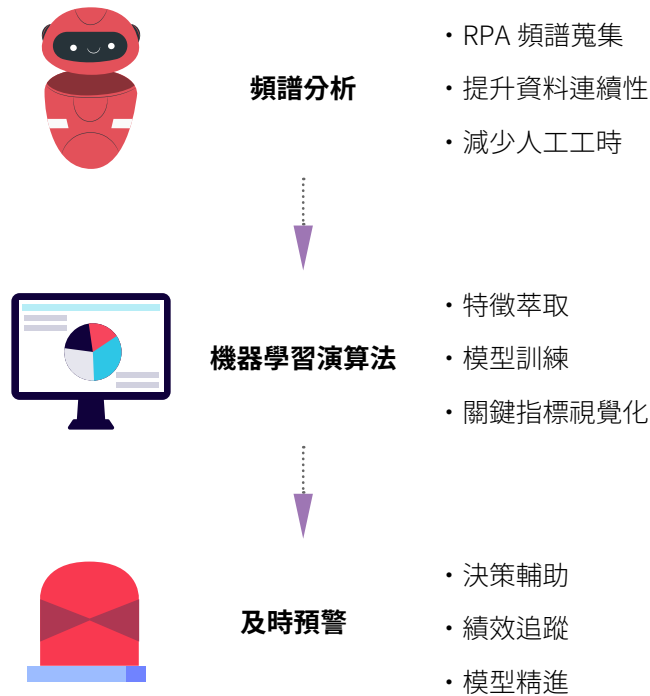 頻譜分析
・RPA 頻譜蒐集
・提升資料連續性
・減少人工工時
機器學習演算法
・特徵萃取
・模型訓練
・關鍵指標視覺化
及時預警
・決策輔助
・績效追蹤
・模型精進